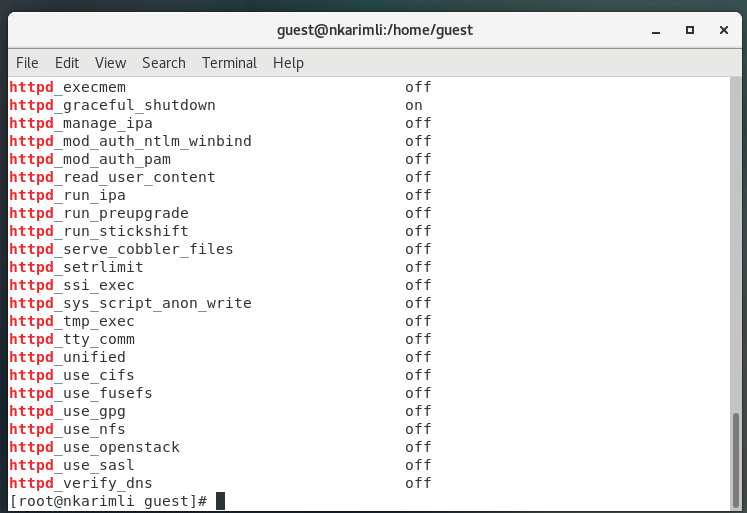 guest@nkarimli:/home/guest
File Edit View Search Terminal Help
httpd_execmem off
httpd_graceful_shutdown on
httpd_manage_ipa off
httpd_mod_auth_ntlm_winbind off
httpd_mod_auth_pam off
httpd_read_user_content off
httpd_run_ipa off
httpd_run_preupgrade off
httpd_run_stickshift off
httpd_serve_cobbler_files off
httpd_setrlimit off
httpd_ssi_exec off
httpd_sys_script_anon_write off
httpd_tmp_exec off
httpd_tty_comm off
httpd_unified off
httpd_use_cifs off
httpd_use_fusefs off
httpd_use_gpg off
httpd_use_nfs off
httpd_use_openstack off
httpd_use_sasl off
httpd_verify_dns off
[root@nkarimli guest]#